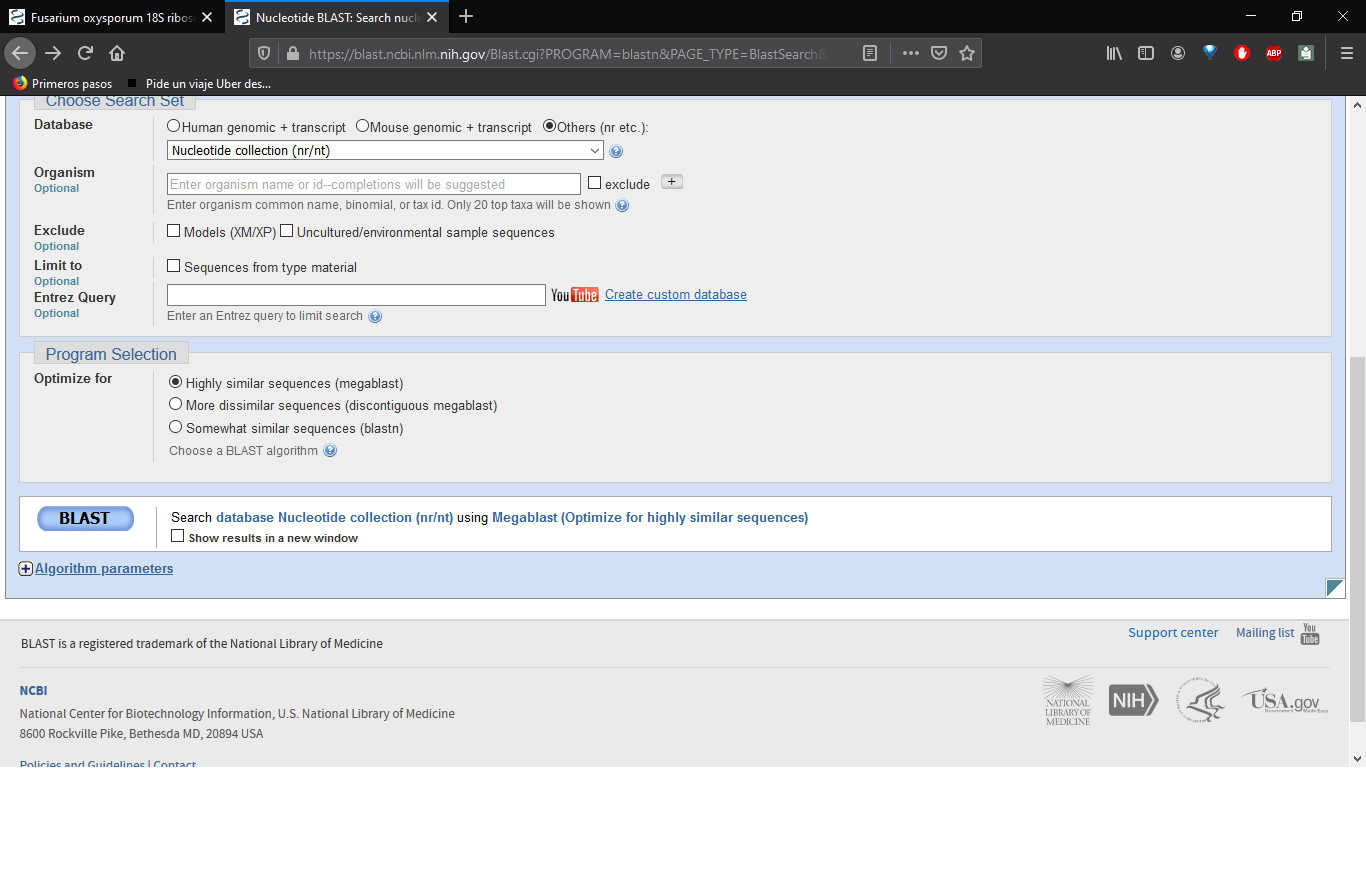 Fusarium oxysporum 18S ribos
Nucleotide BLAST: Search nucl
https://blast.ncbi.nlm.nih.gov/Blast.cgi?PROGRAM=blastn&PAGE_TYPE=BlastSearch&
ABP
Primeros pasos
Pide un viaje Uber des...
Choose Search Set
Database
Human genomic + transcript Mouse genomic + transcript Others (nr etc.):
Nucleotide collection (nr/nt)
Organism
Optional
Enter organism name or id--completions will be suggested
exclude
+
Enter organism common name, binomial, or tax id. Only 20 top taxa will be shown
Exclude
Optional
Models (XM/XP) Uncultured/environmental sample sequences
Limit to
Optional
Sequences from type material
Entrez Query
Optional
YouTube Create custom database
Enter an Entrez query to limit search
Program Selection
Optimize for
Highly similar sequences (megablast)
More dissimilar sequences (discontiguous megablast)
Somewhat similar sequences (blastn)
Choose a BLAST algorithm
BLAST
Search database Nucleotide collection (nr/nt) using Megablast (Optimize for highly similar sequences)
Show results in a new window
Algorithm parameters
BLAST is a registered trademark of the National Library of Medicine
Support center
Mailing list
You
Tube
NCBI
National Center for Biotechnology Information, U.S. National Library of Medicine
8600 Rockville Pike, Bethesda MD, 20894 USA
Policies and Guidelines | Contact
NATIONAL
LIBRARY OF
MEDICINE
NIH
USA.gov
Government Made Easy